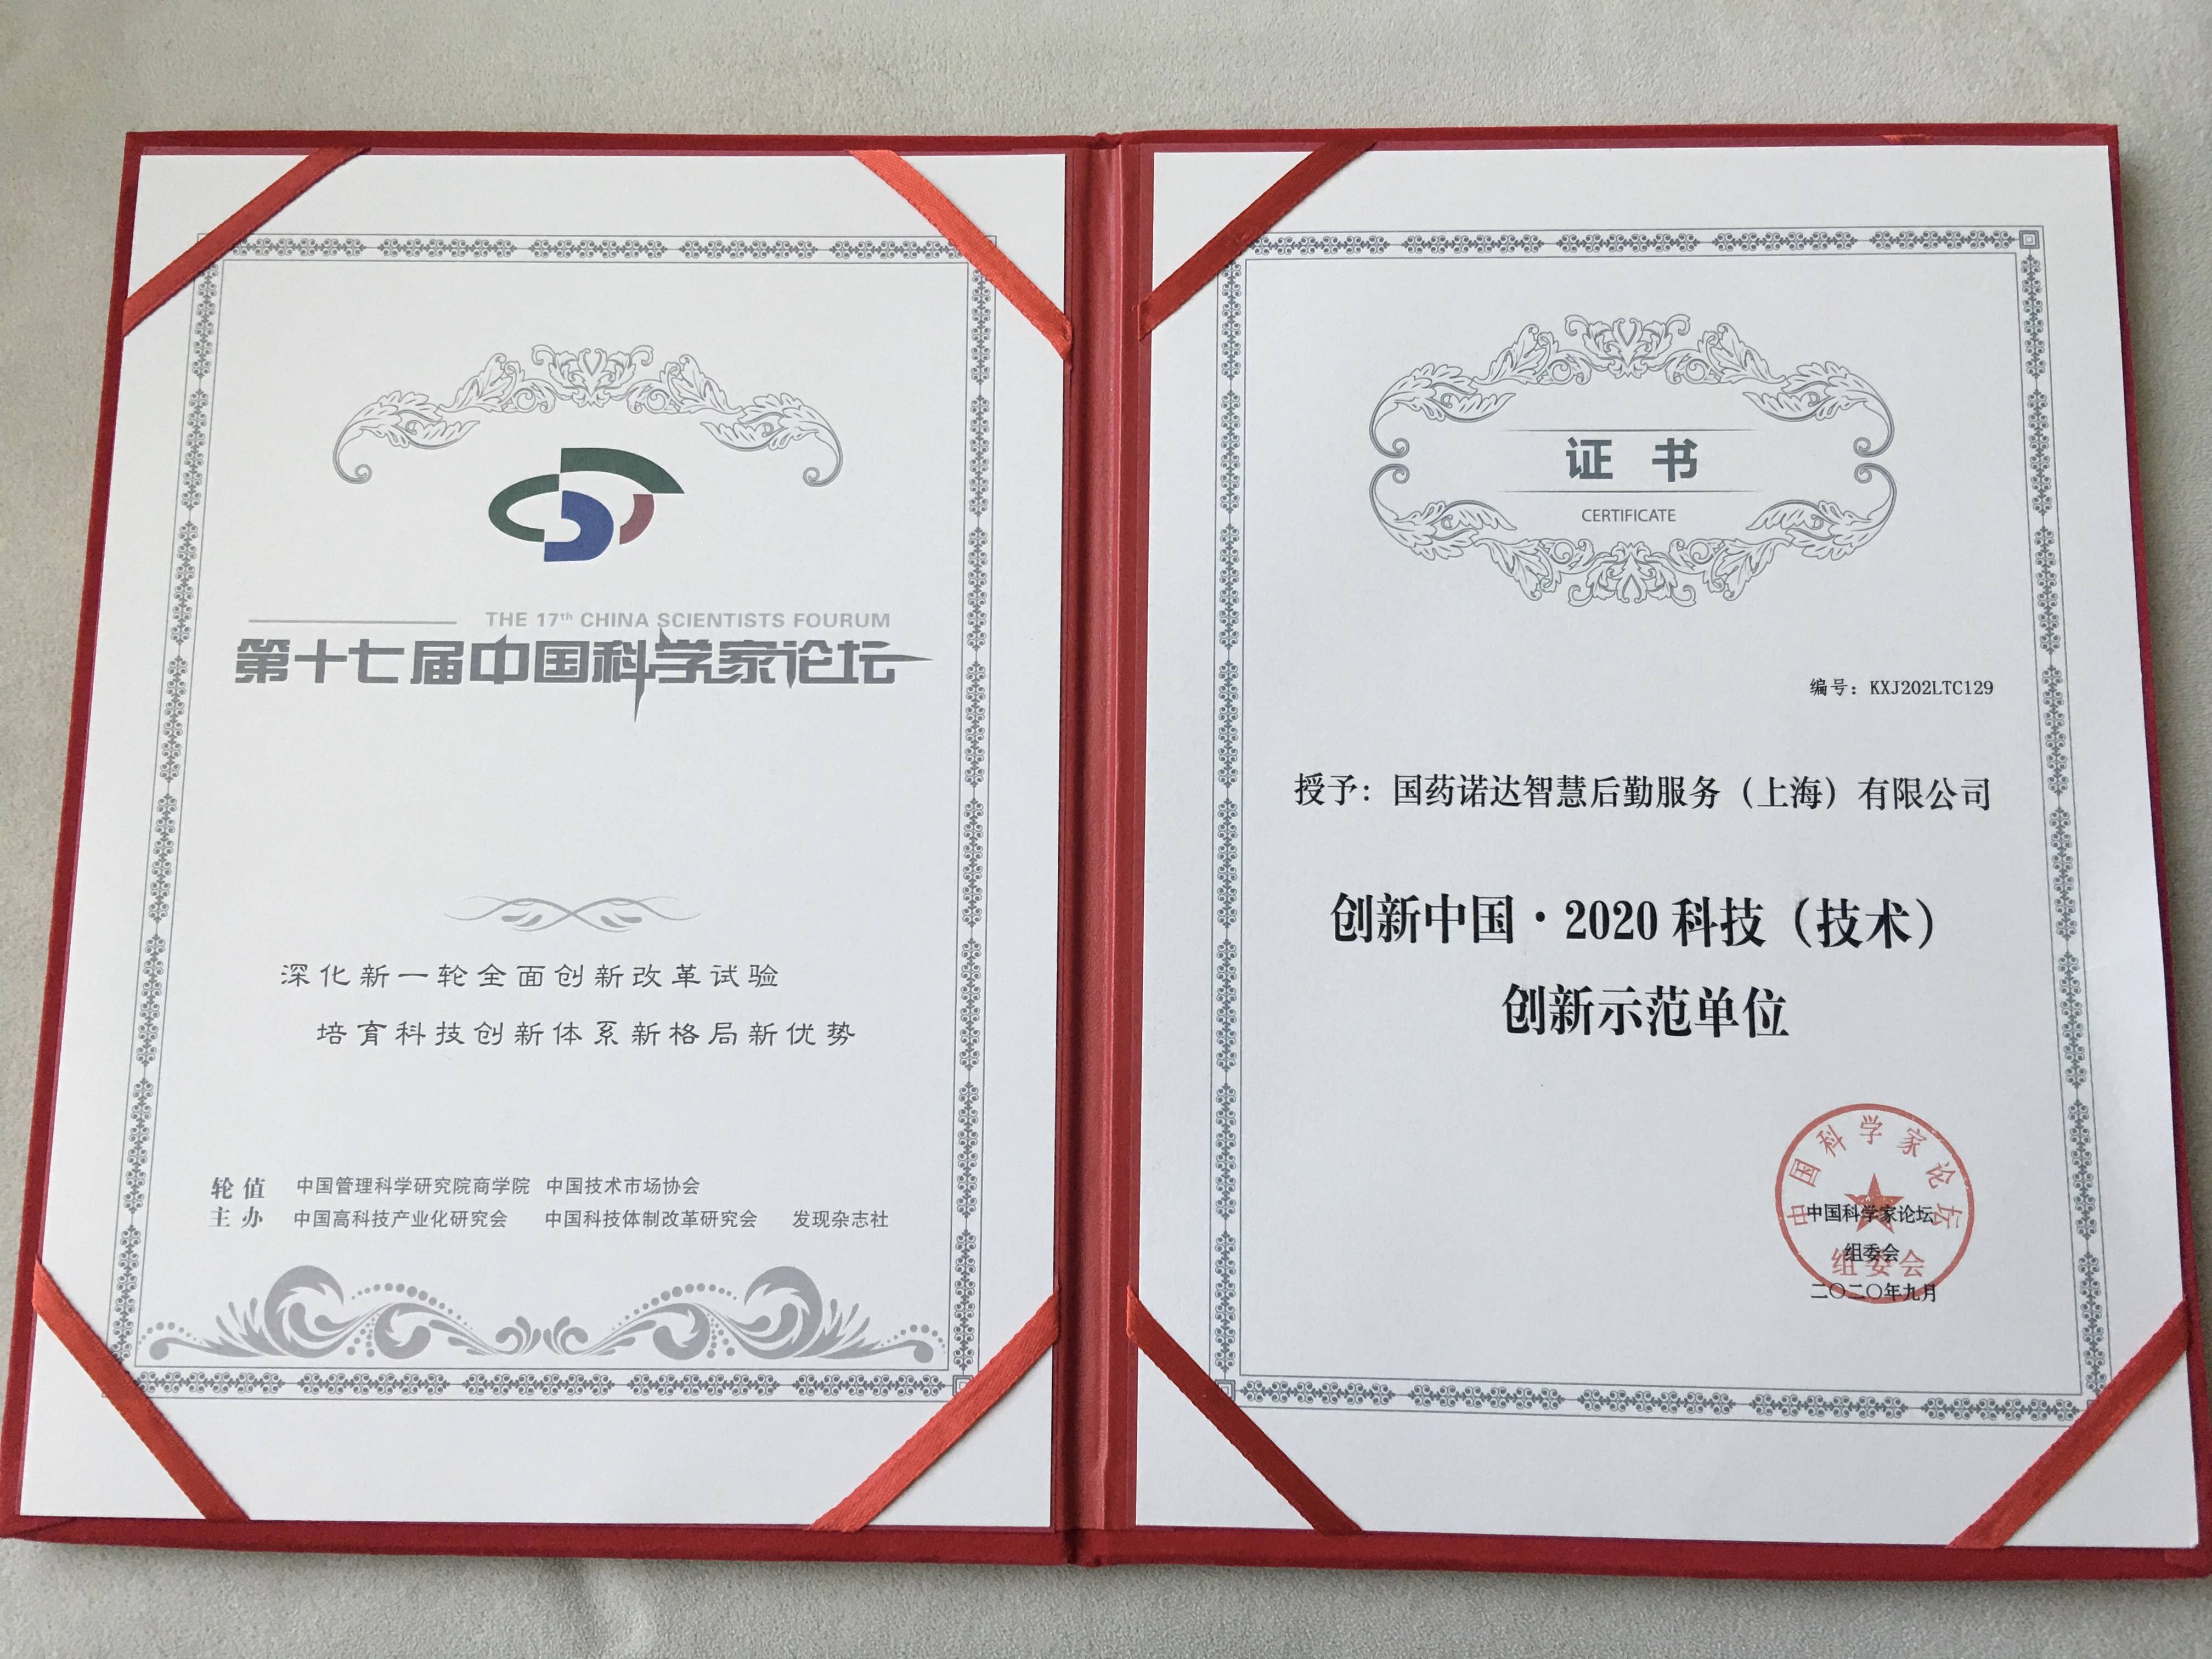 THE 17th CHINA SCIENTISTS FOURUM
第十七届中国科学家论坛
深化新一轮全面创新改革试验
培育科技创新体系新格局新优势
轮值 中国管理科学研究院商学院 中国技术市场协会
主办 中国高科技产业化研究会 中国科技体制改革研究会 发现杂志社
证书
CERTIFICATE
编号：KXJ202LTC129
授予：国药诺达智慧后勤服务（上海）有限公司
创新中国·2020科技（技术）
创新示范单位
中国科学家论坛
组委会
中国科学家论坛
组委会
二〇二〇年九月